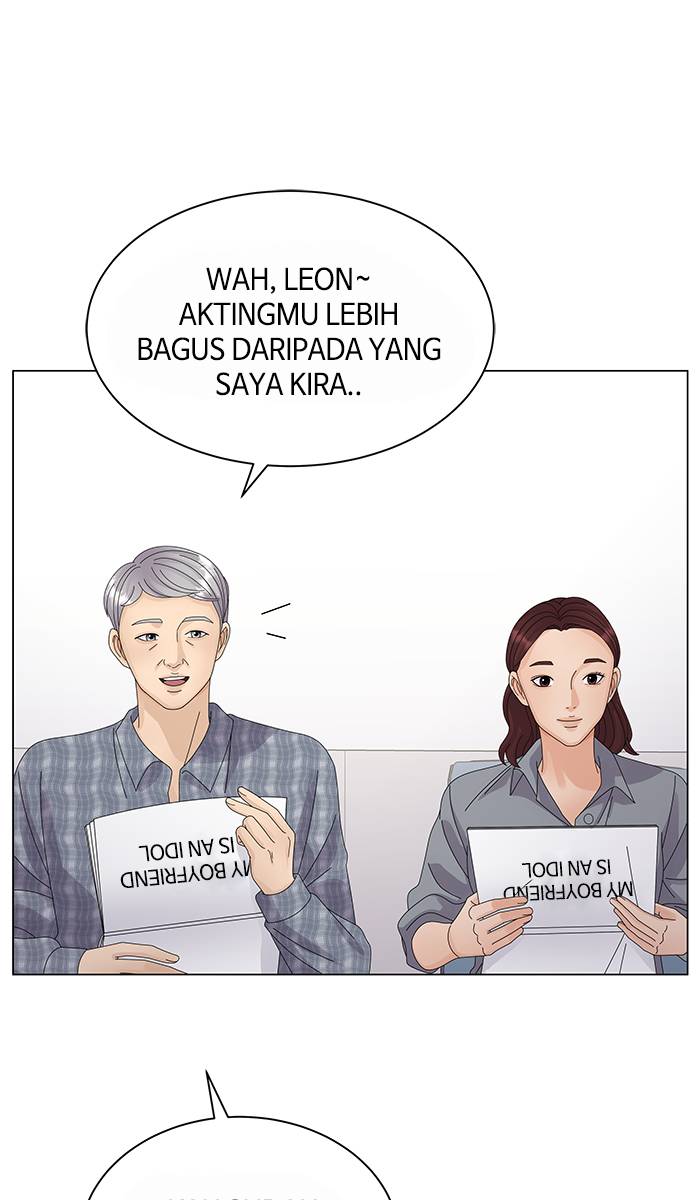 WAH, LEON~
AKTINGMU LEBIH
BAGUS DARIPADA YANG
SAYA KIRA..
MY BOYFRIEND
IS AN IDOL
MY BOYFRIEND
IS AN IDOL